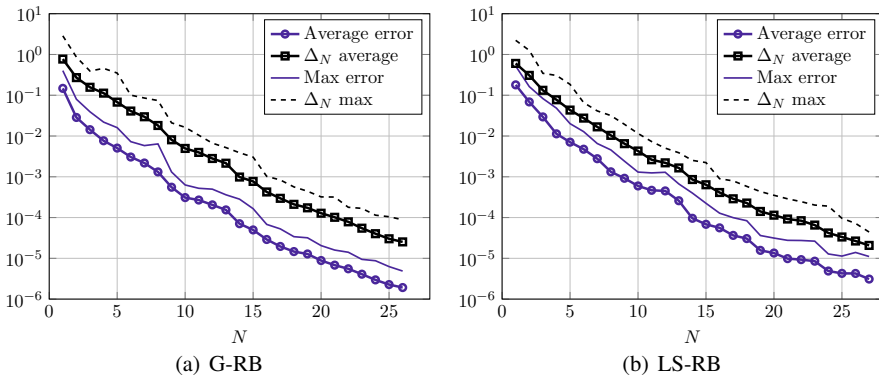 10^1
10^0
10^−1
10^−2
10^−3
10^−4
10^−5
10^−6
0 5 10 15 20 25
N
Average error
Δ_N average
Max error
Δ_N max
(a) G-RB
10^1
10^0
10^−1
10^−2
10^−3
10^−4
10^−5
10^−6
0 5 10 15 20 25
N
Average error
Δ_N average
Max error
Δ_N max
(b) LS-RB